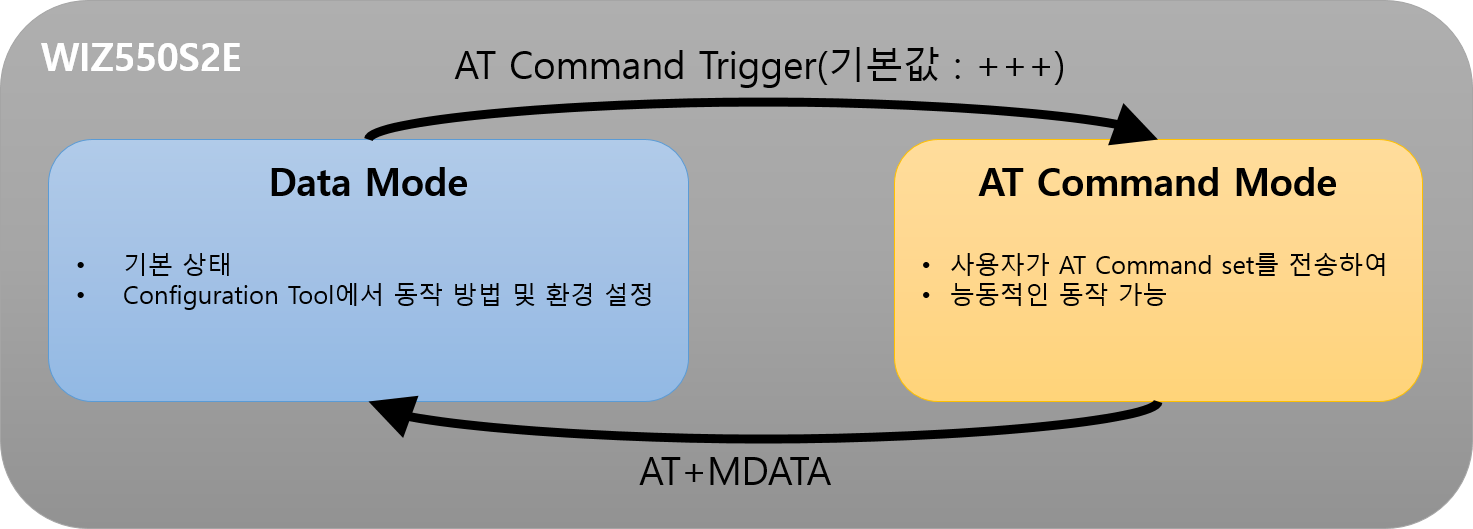 WIZ550S2E
AT Command Trigger(기본값 : +++)
Data Mode
• 기본 상태
• Configuration Tool에서 동작 방법 및 환경 설정
AT Command Mode
• 사용자가 AT Command set를 전송하여
• 능동적인 동작 가능
AT+MDATA